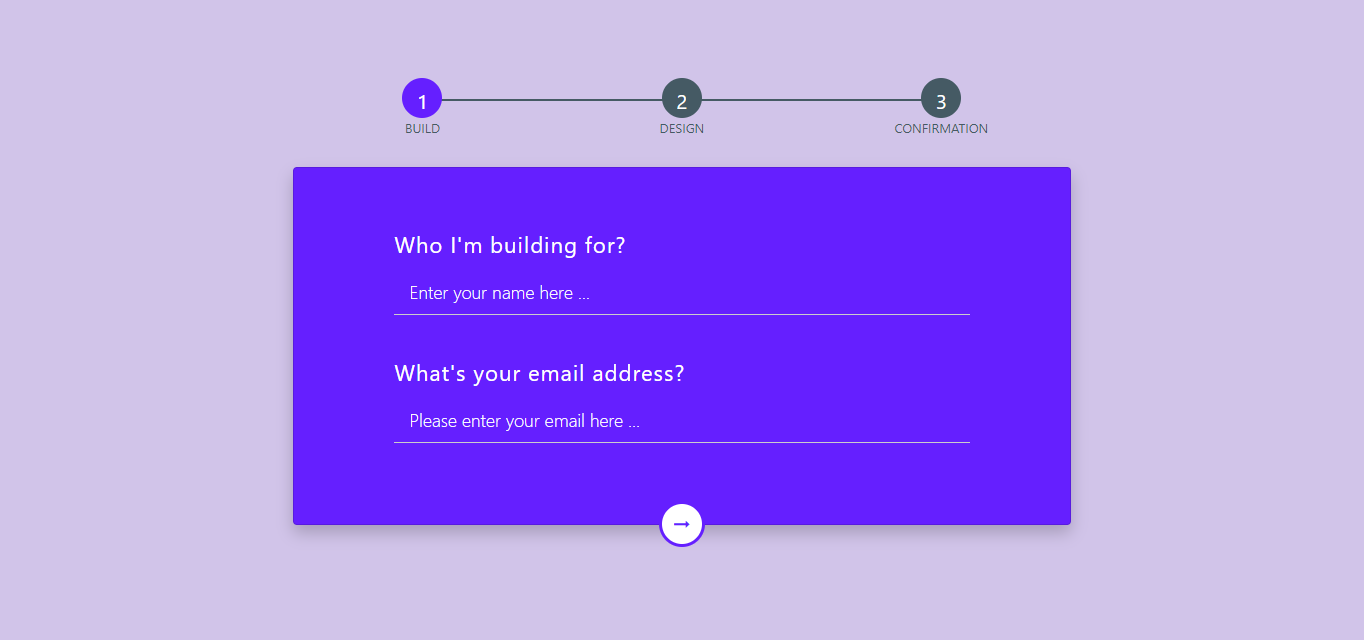 1 2 3
BUILD DESIGN CONFIRMATION
Who I'm building for?
Enter your name here ...
What's your email address?
Please enter your email here ...